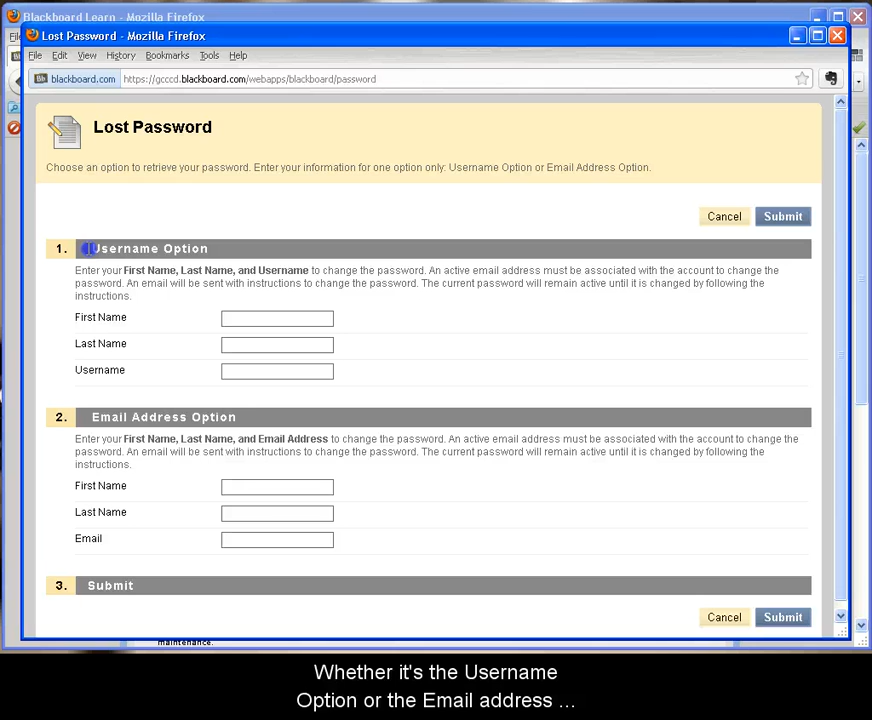 Blackboard Learn - Mozilla Firefox
Lost Password - Mozilla Firefox
File Edit View History Bookmarks Tools Help
blackboard.com https://gcccd.blackboard.com/webapps/blackboard/password
Lost Password
Choose an option to retrieve your password. Enter your information for one option only: Username Option or Email Address Option.
Cancel Submit
1. Username Option
Enter your First Name, Last Name, and Username to change the password. An active email address must be associated with the account to change the
password. An email will be sent with instructions to change the password. The current password will remain active until it is changed by following the
instructions.
First Name
Last Name
Username
2. Email Address Option
Enter your First Name, Last Name, and Email Address to change the password. An active email address must be associated with the account to change the
password. An email will be sent with instructions to change the password. The current password will remain active until it is changed by following the
instructions.
First Name
Last Name
Email
3. Submit
Cancel Submit
maintenance.
Whether it's the Username
Option or the Email address ...